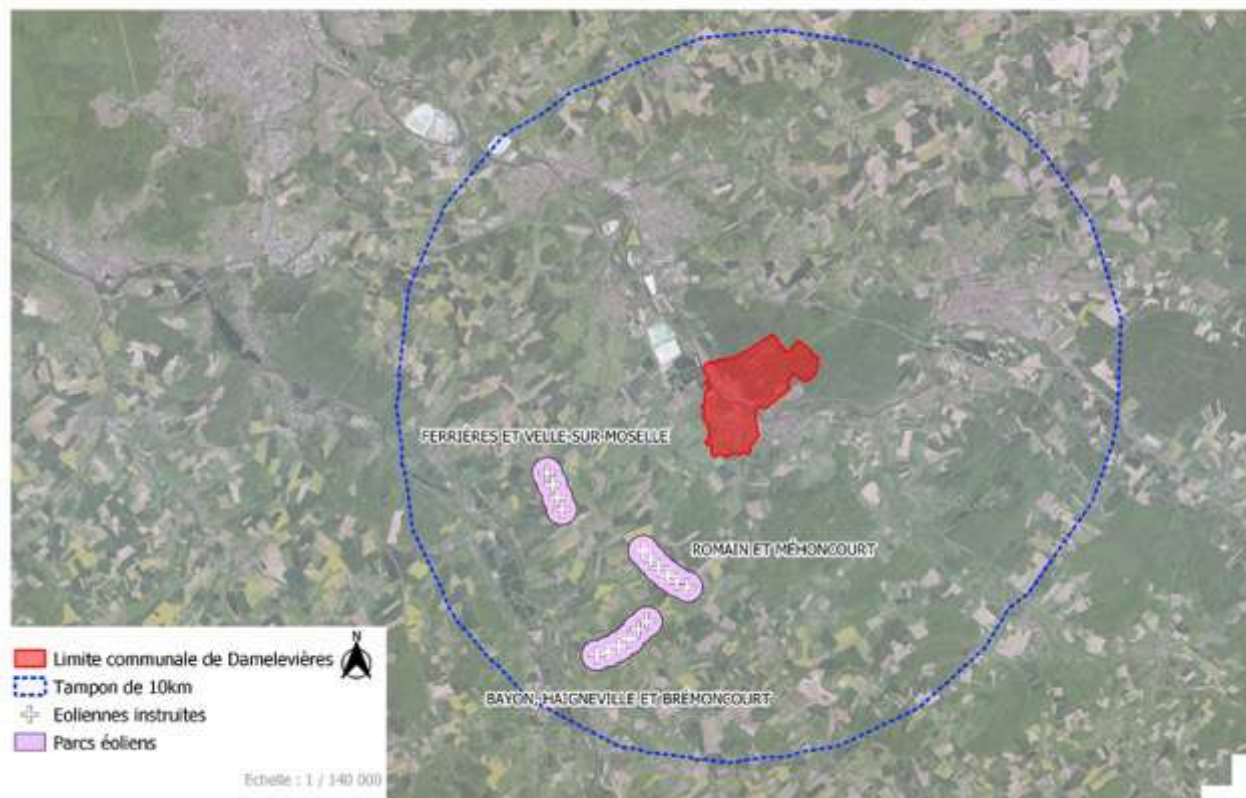 FERRIÈRES ET VELLE-SUR-MOSELLE
ROMAIN ET MÉHONCOURT
BAYON, HAIGNEVILLE ET BRÉMONCOURT
N
Limite communale de Damelevières
Tampon de 10km
Eoliennes instruites
Parcs éoliens
Echelle : 1 / 140 000